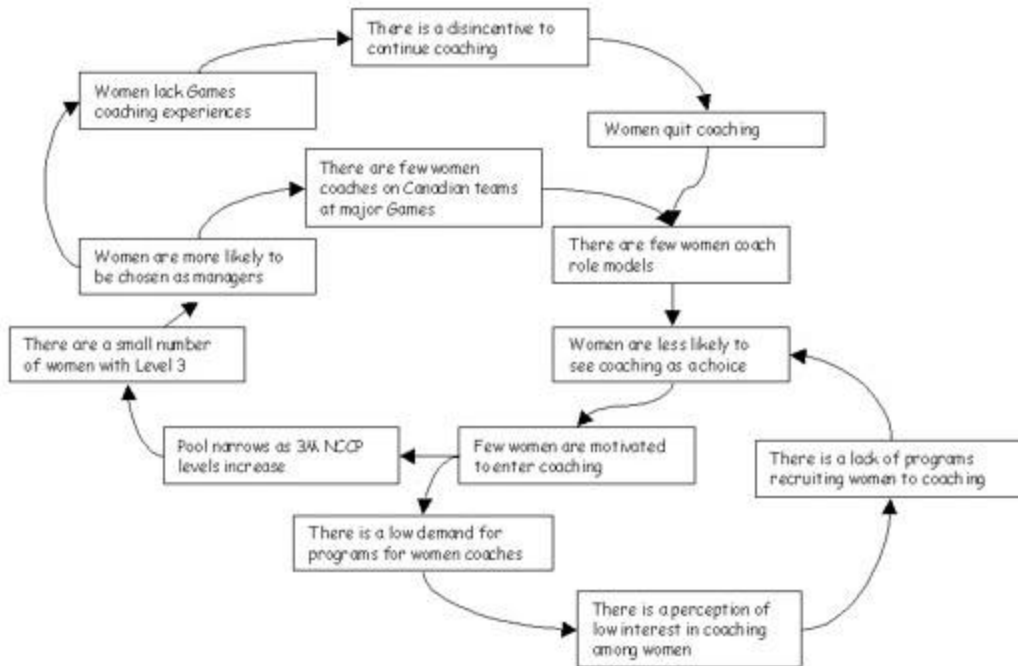 There is a disincentive to
continue coaching
Women lack Games
coaching experiences
Women quit coaching
There are few women
coaches on Canadian teams
at major Games
There are few women coach
role models
Women are more likely to
be chosen as managers
There are a small number
of women with Level 3
Women are less likely to
see coaching as a choice
Pool narrows as 3M NCCP
levels increase
Few women are motivated
to enter coaching
There is a lack of programs
recruiting women to coaching
There is a low demand for
programs for women coaches
There is a perception of
low interest in coaching
among women